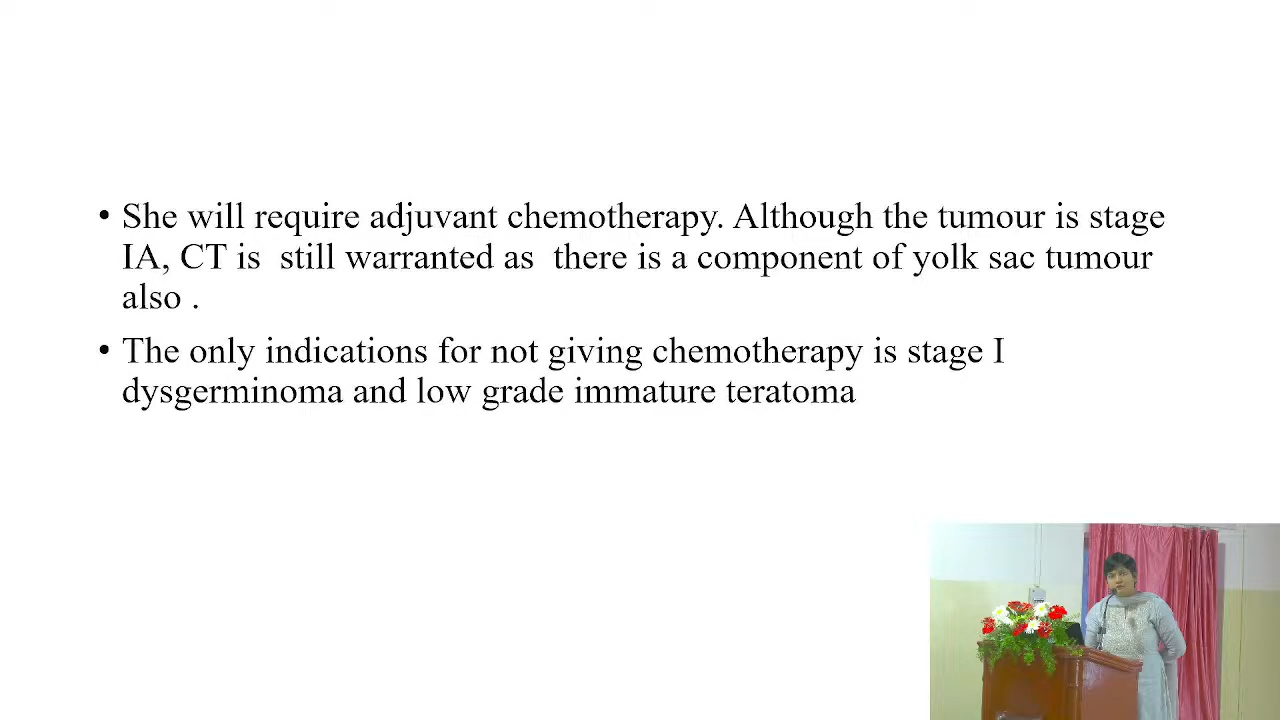 • She will require adjuvant chemotherapy. Although the tumour is stage
IA, CT is  still warranted as  there is a component of yolk sac tumour
also .
• The only indications for not giving chemotherapy is stage I
dysgerminoma and low grade immature teratoma